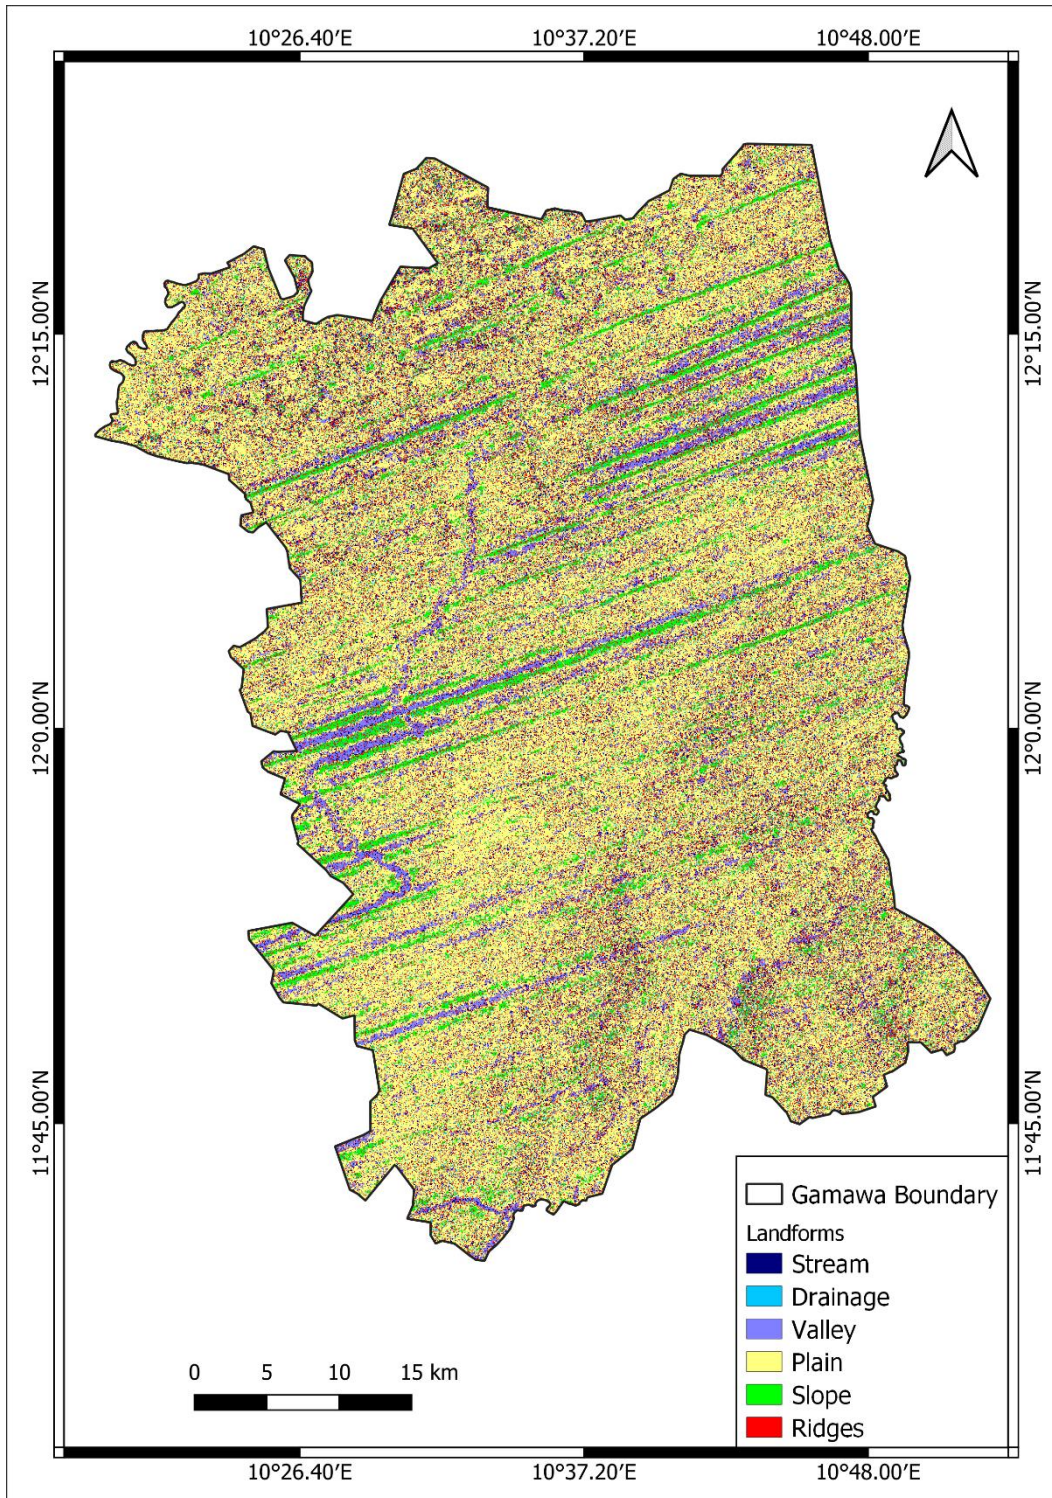 10°26.40′E 10°37.20′E 10°48.00′E
12°15.00′N 12°15.00′N
12°0.00′N 12°0.00′N
11°45.00′N 11°45.00′N
Gamawa Boundary
Landforms
Stream
Drainage
Valley
Plain
Slope
Ridges
0 5 10 15 km
10°26.40′E 10°37.20′E 10°48.00′E